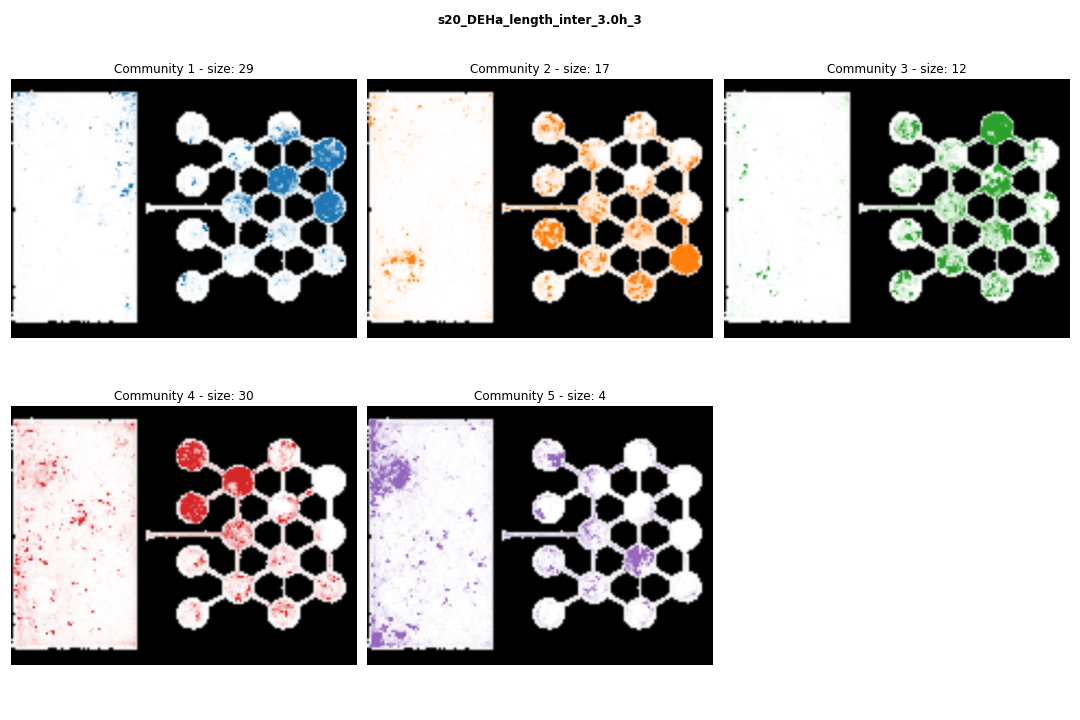 s20_DEHa_length_inter_3.0h_3
Community 1 - size: 29
Community 2 - size: 17
Community 3 - size: 12
Community 4 - size: 30
Community 5 - size: 4